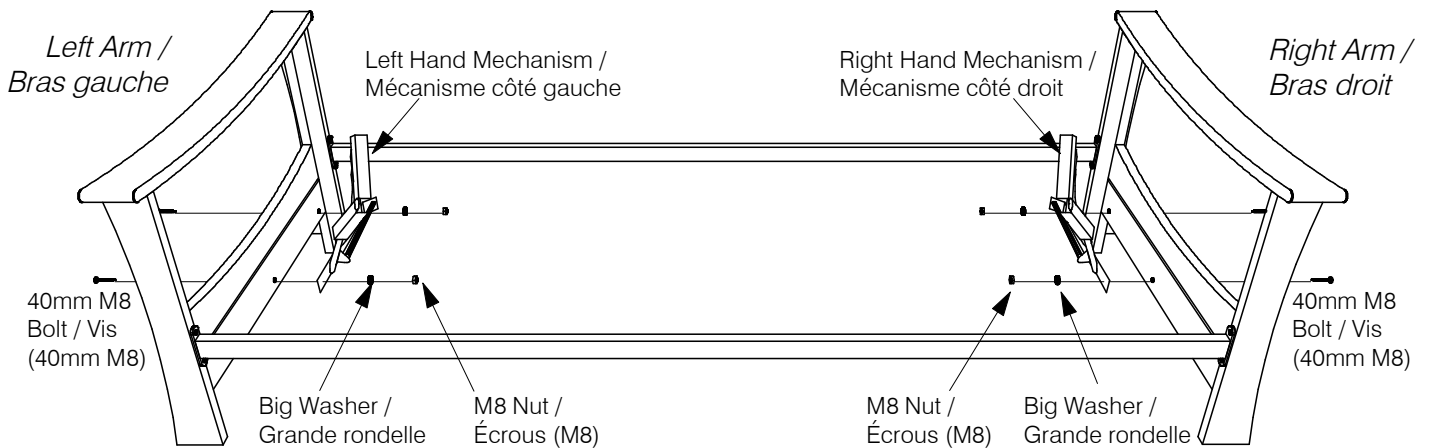 Left Arm /
Bras gauche
Left Hand Mechanism /
Mécanisme côté gauche
Right Hand Mechanism /
Mécanisme côté droit
Right Arm /
Bras droit
40mm M8
Bolt / Vis
(40mm M8)
Big Washer /
Grande rondelle
M8 Nut /
Écrous (M8)
M8 Nut /
Écrous (M8)
Big Washer /
Grande rondelle
40mm M8
Bolt / Vis
(40mm M8)